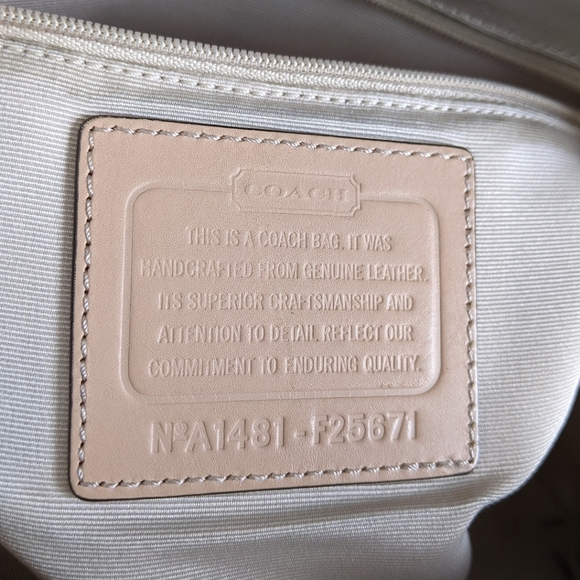 COACH
THIS IS A COACH BAG. IT WAS
HANDCRAFTED FROM GENUINE LEATHER.
ITS SUPERIOR CRAFTSMANSHIP AND
ATTENTION TO DETAIL REFLECT OUR
COMMITMENT TO ENDURING QUALITY.
NºA1481-F25671